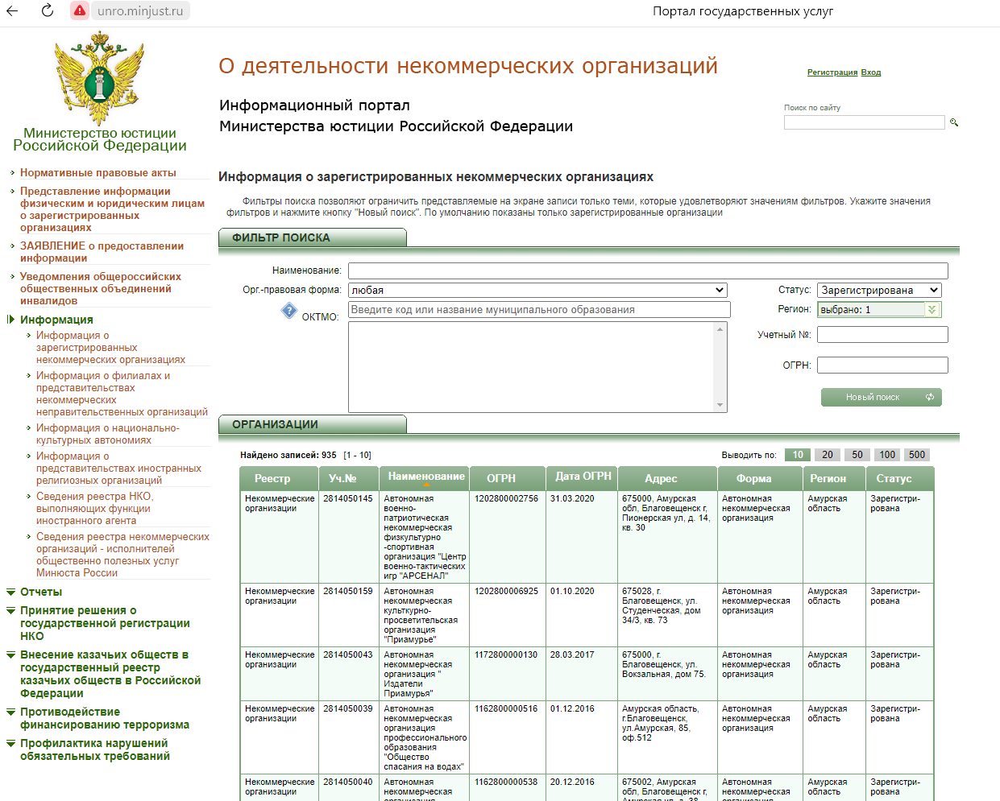 unro.minjust.ru
Портал государственных услуг
О деятельности некоммерческих организаций
Регистрация Вход
Информационный портал
Министерства юстиции Российской Федерации
Поиск по сайту
Министерство юстиции
Российской Федерации
Нормативные правовые акты
Представление информации
физическим и юридическим лицам
о зарегистрированных
организациях
ЗАЯВЛЕНИЕ о предоставлении
информации
Уведомления общероссийских
общественных объединений
инвалидов
Информация
Информация о
зарегистрированных
некоммерческих организациях
Информация о филиалах и
представительствах
некоммерческих
неправительственных организаций
Информация о национально-
культурных автономиях
Информация о
представительствах иностранных
религиозных организаций
Сведения реестра НКО,
выполняющих функции
иностранного агента
Сведения реестра некоммерческих
организаций - исполнителей
общественно полезных услуг
Минюста России
Отчеты
Принятие решения о
государственной регистрации
НКО
Внесение казачьих обществ в
государственный реестр
казачьих обществ в Российской
Федерации
Противодействие
финансированию терроризма
Профилактика нарушений
обязательных требований
Информация о зарегистрированных некоммерческих организациях
Фильтры поиска позволяют ограничить представляемые на экране записи только теми, которые удовлетворяют значениям фильтров. Укажите значения
фильтров и нажмите кнопку "Новый поиск". По умолчанию показаны только зарегистрированные организации
ФИЛЬТР ПОИСКА
Наименование:
Орг.-правовая форма: любая
Статус: Зарегистрирована
? ОКТМО: Введите код или название муниципального образования
Регион: выбрано: 1
Учетный №:
ОГРН:
Новый поиск
ОРГАНИЗАЦИИ
Найдено записей: 935 [1 - 10]
Выводить по: 10 20 50 100 500
Реестр Уч.№ Наименование ОГРН Дата ОГРН Адрес Форма Регион Статус
Некоммерческие
организации
2814050145
Автономная
военно-
патриотическая
некоммерческая
физкультурно
-спортивная
организация "Центр
военно-тактических
игр "АРСЕНАЛ"
1202800002756
31.03.2020
675000, Амурская
обл, Благовещенск г,
Пионерская ул, д. 14,
кв. 30
Автономная
некоммерческая
организация
Амурская
область
Зарегистри-
рована
Некоммерческие
организации
2814050159
Автономная
некоммерческая
культкурно-
просветительская
организация
"Приамурье"
1202800006925
01.10.2020
675028, г.
Благовещенск, ул.
Студенческая, дом
34/3, кв. 73
Автономная
некоммерческая
организация
Амурская
область
Зарегистри-
рована
Некоммерческие
организации
2814050043
Автономная
некоммерческая
организация "
Издатели
Приамурья"
1172800000130
28.03.2017
675000, г.
Благовещенск, ул.
Вокзальная, дом 75.
Автономная
некоммерческая
организация
Амурская
область
Зарегистри-
рована
Некоммерческие
организации
2814050039
Автономная
некоммерческая
организация
профессионального
образования
"Общество
спасания на водах"
1162800000516
01.12.2016
Амурская область,
г.Благовещенск,
ул.Амурская, 85,
оф.512
Автономная
некоммерческая
организация
Амурская
область
Зарегистри-
рована
Некоммерческие
организации
2814050040
Автономная
некоммерческая
организация
1162800000538
20.12.2016
675002, Амурская
обл, Благовещенск г,
Амурская ул, д. 38,
Автономная
некоммерческая
организация
Амурская
область
Зарегистри-
рована